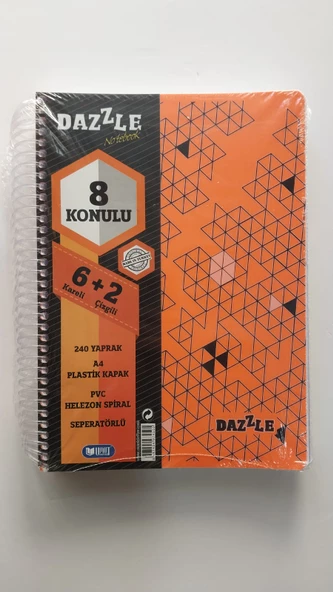 DAZZLE
Notebook
8
KONULU
6+2
Kareli Çizgili
240 YAPRAK
A4
PLASTİK KAPAK
PVC
HELEZON SPİRAL
SEPERATÖRLÜ
DAZZLE